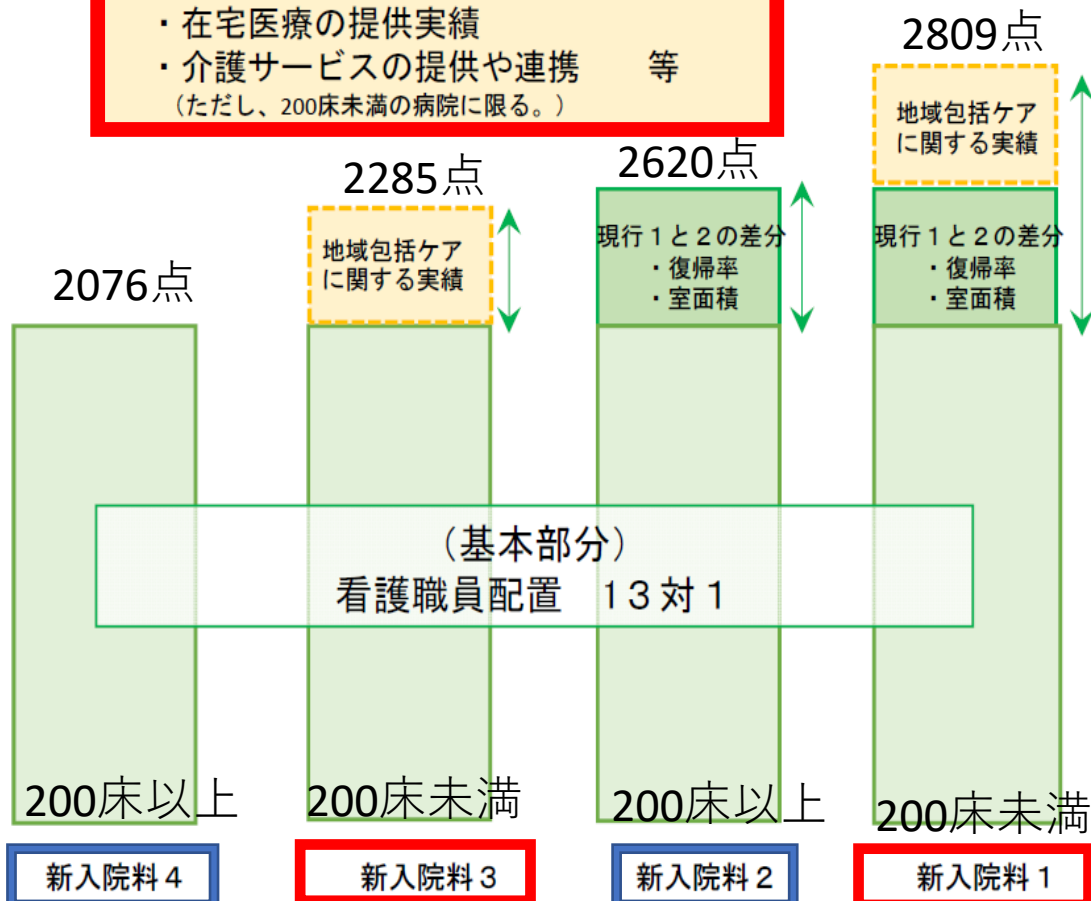 ・在宅医療の提供実績
・介護サービスの提供や連携　　等
（ただし、200床未満の病院に限る。）
2809点
地域包括ケア
に関する実績
2620点
2285点
現行１と２の差分
・復帰率
・室面積
現行１と２の差分
・復帰率
・室面積
地域包括ケア
に関する実績
2076点
（基本部分）
看護職員配置　１３対１
200床以上
200床未満
200床以上
200床未満
新入院料４
新入院料３
新入院料２
新入院料１